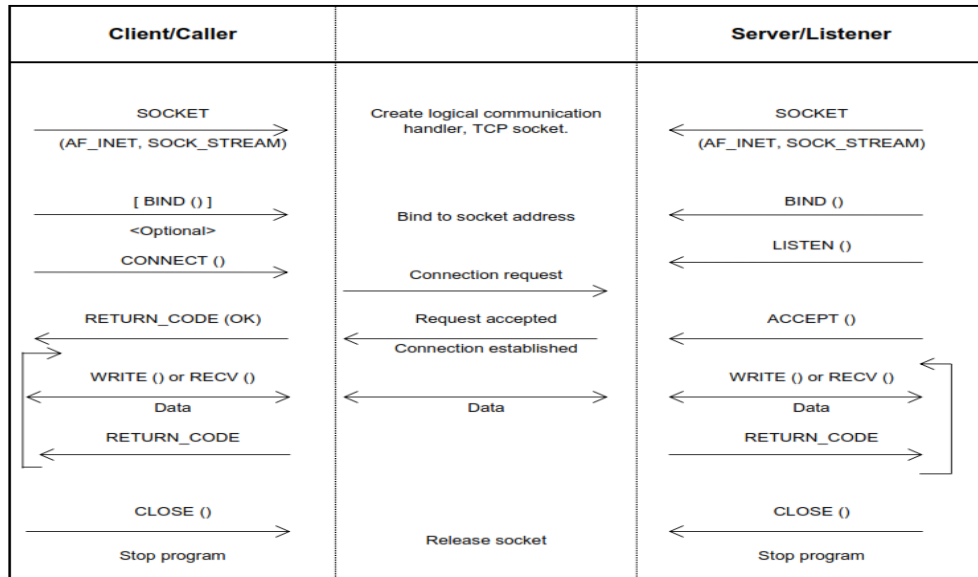 Client/Caller
Server/Listener
SOCKET
(AF_INET, SOCK_STREAM)
Create logical communication
handler, TCP socket.
SOCKET
(AF_INET, SOCK_STREAM)
[ BIND () ]
<Optional>
Bind to socket address
BIND ()
CONNECT ()
LISTEN ()
Connection request
RETURN_CODE (OK)
Request accepted
Connection established
ACCEPT ()
WRITE () or RECV ()
Data
Data
WRITE () or RECV ()
Data
RETURN_CODE
RETURN_CODE
CLOSE ()
Stop program
Release socket
CLOSE ()
Stop program